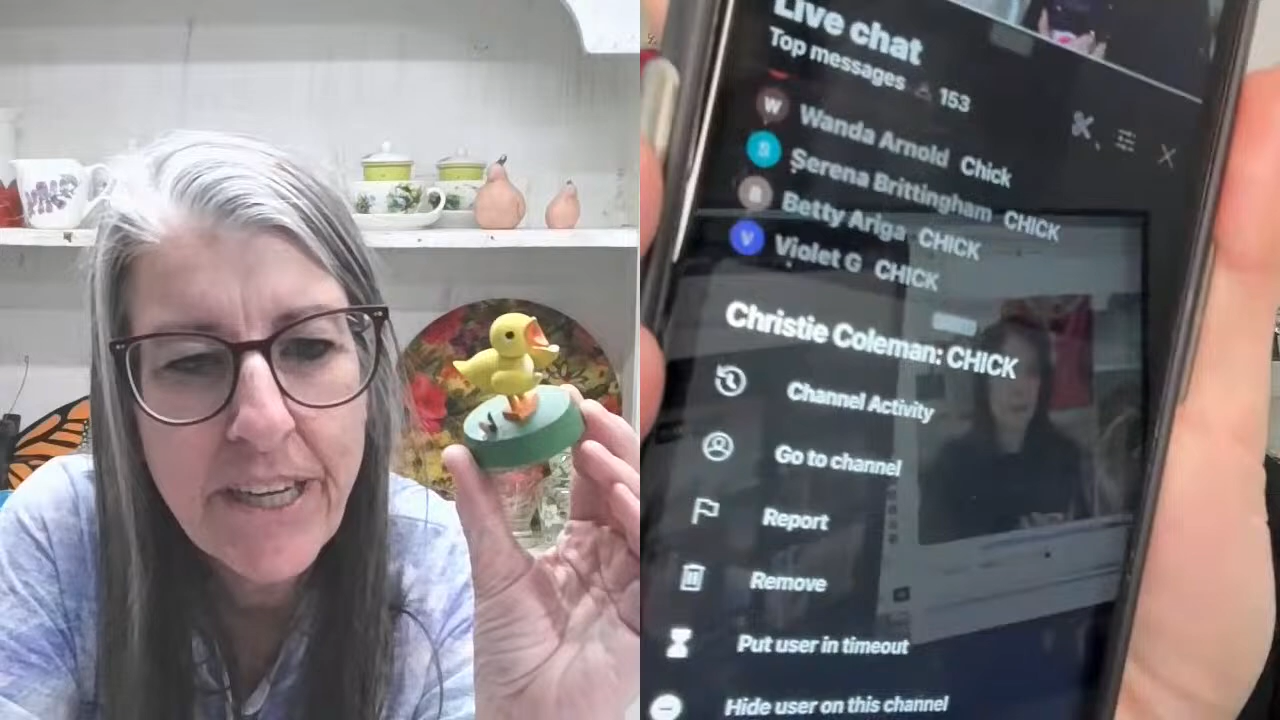 Live chat
Top messages 153
W Wanda Arnold Chick
S Serena Brittingham CHICK
B Betty Ariga CHICK
V Violet G CHICK
Christie Coleman: CHICK
Channel Activity
Go to channel
Report
Remove
Put user in timeout
Hide user on this channel